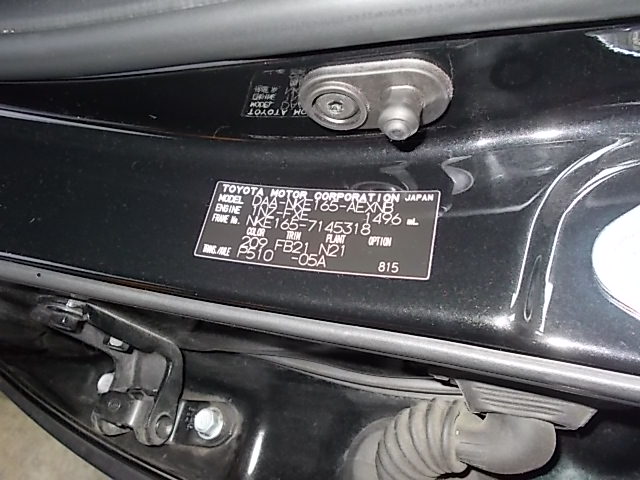 TOYOTA MOTOR CORPORATION JAPAN
MODEL DAA-NKE165-AEXNB
ENGINE 1NZ-FXE 1496 mL
FRAME No. NKE165-7145318
COLOR TRIM PLANT OPTION
209 FB21 N21
TRANS./AXLE P510 -05A 815